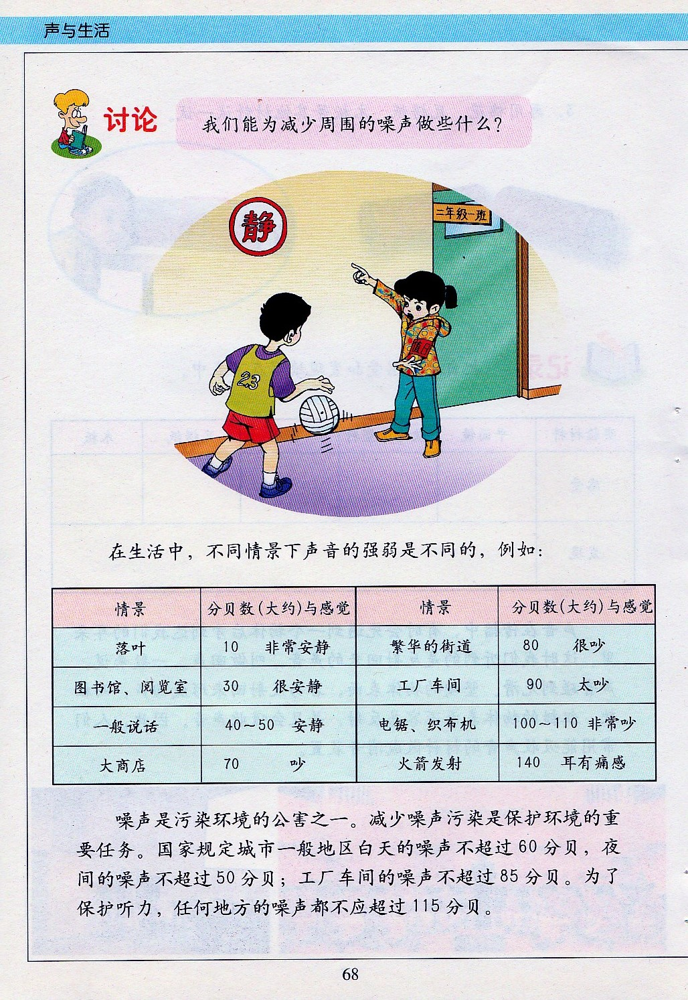 声与生活
讨论
我们能为减少周围的噪声做些什么?
静
二年级一班
值日
23
在生活中，不同情景下声音的强弱是不同的，例如：
情景 分贝数(大约)与感觉 情景 分贝数(大约)与感觉
落叶 10 非常安静 繁华的街道 80 很吵
图书馆、阅览室 30 很安静 工厂车间 90 太吵
一般说话 40～50 安静 电锯、织布机 100～110 非常吵
大商店 70 吵 火箭发射 140 耳有痛感
噪声是污染环境的公害之一。减少噪声污染是保护环境的重
要任务。国家规定城市一般地区白天的噪声不超过60分贝，夜
间的噪声不超过50分贝；工厂车间的噪声不超过85分贝。为了
保护听力，任何地方的噪声都不应超过115分贝。
68